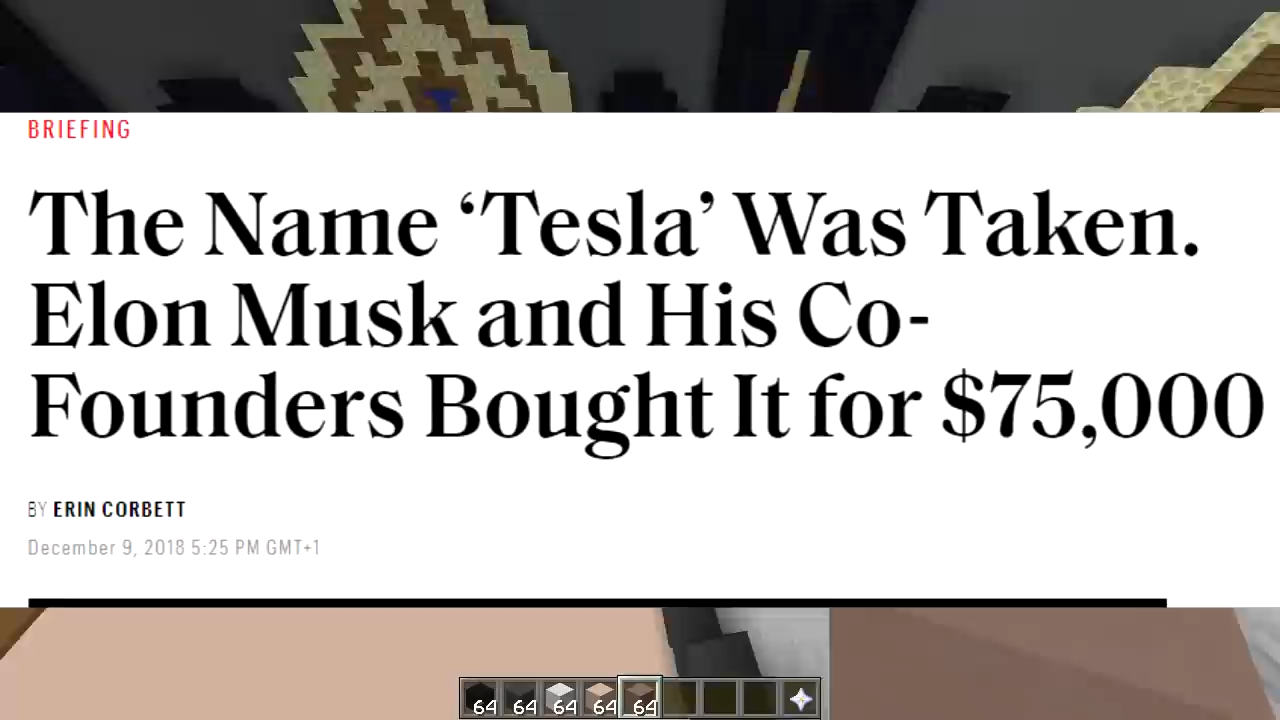 BRIEFING
The Name ‘Tesla’ Was Taken.
Elon Musk and His Co-
Founders Bought It for $75,000
BY ERIN CORBETT
December 9, 2018 5:25 PM GMT+1
64 64 64 64 64